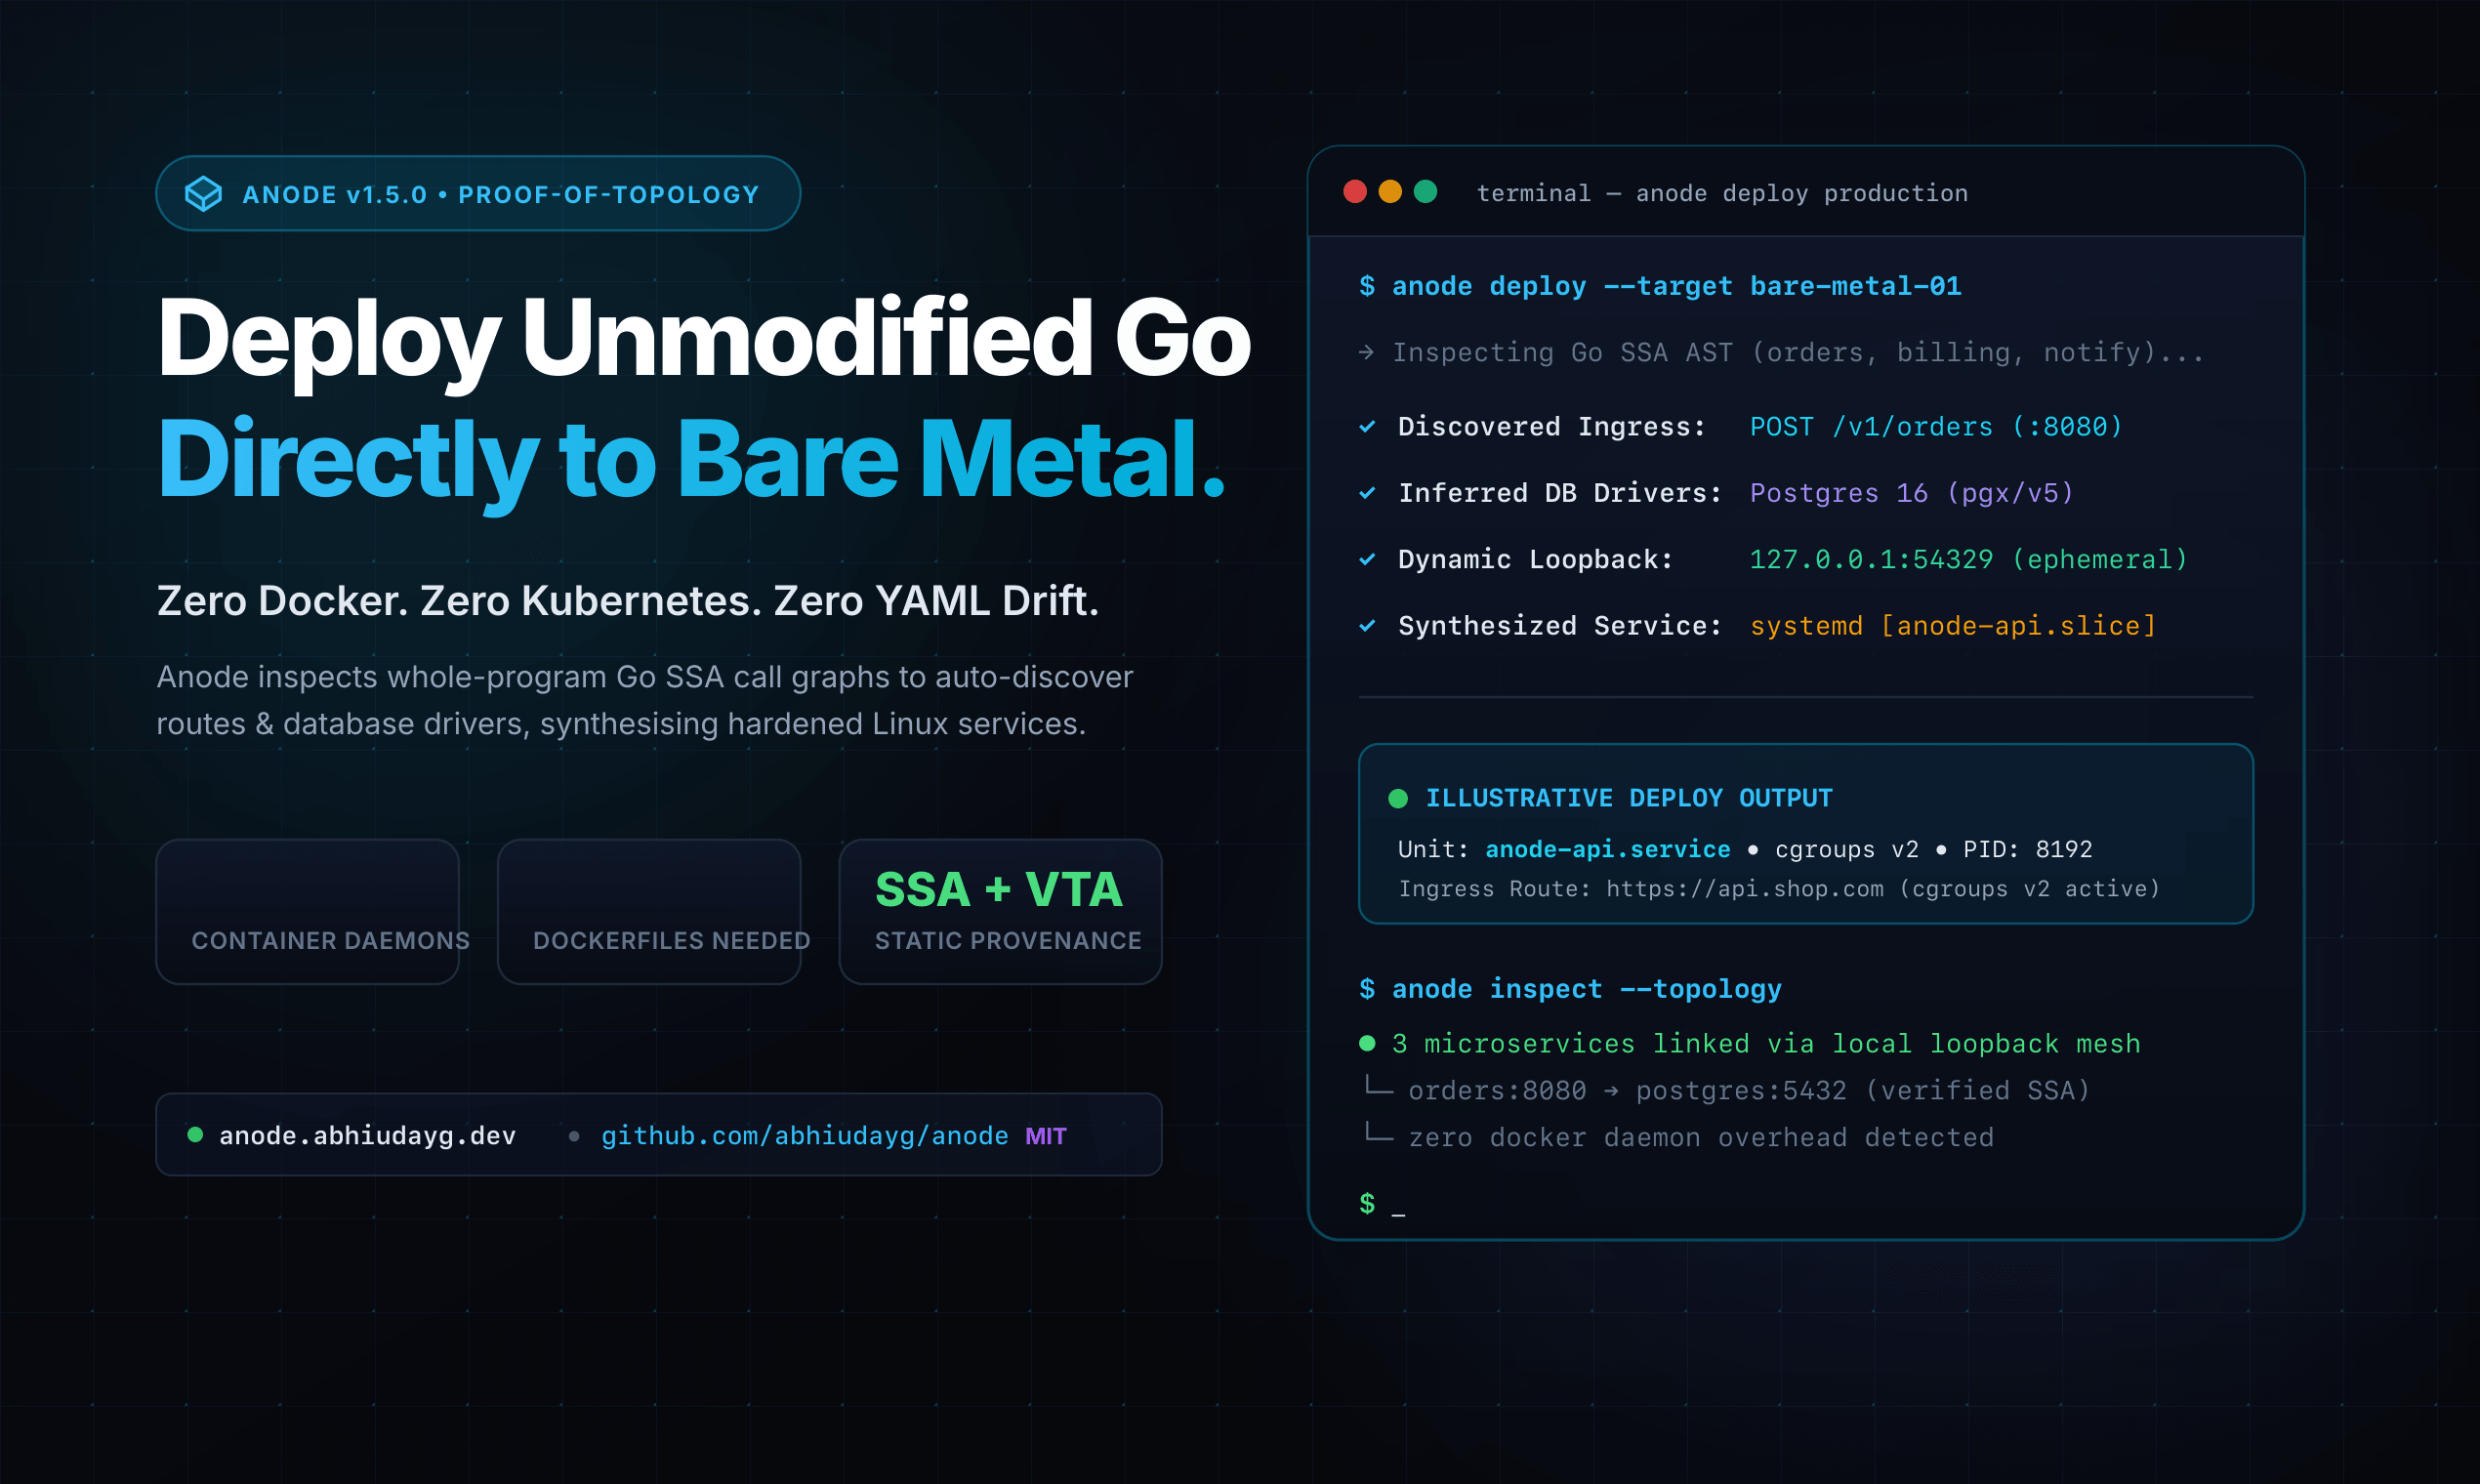 ANODE v1.5.0 • PROOF-OF-TOPOLOGY
Deploy Unmodified Go
Directly to Bare Metal.
Zero Docker. Zero Kubernetes. Zero YAML Drift.
Anode inspects whole-program Go SSA call graphs to auto-discover
routes & database drivers, synthesising hardened Linux services.
CONTAINER DAEMONS
DOCKERFILES NEEDED
SSA + VTA
STATIC PROVENANCE
anode.abhiudayg.dev • github.com/abhiudayg/anode MIT
terminal — anode deploy production
$ anode deploy --target bare-metal-01
→ Inspecting Go SSA AST (orders, billing, notify)...
✓ Discovered Ingress: POST /v1/orders (:8080)
✓ Inferred DB Drivers: Postgres 16 (pgx/v5)
✓ Dynamic Loopback: 127.0.0.1:54329 (ephemeral)
✓ Synthesized Service: systemd [anode-api.slice]
● ILLUSTRATIVE DEPLOY OUTPUT
Unit: anode-api.service • cgroups v2 • PID: 8192
Ingress Route: https://api.shop.com (cgroups v2 active)
$ anode inspect --topology
● 3 microservices linked via local loopback mesh
└─ orders:8080 → postgres:5432 (verified SSA)
└─ zero docker daemon overhead detected
$ _